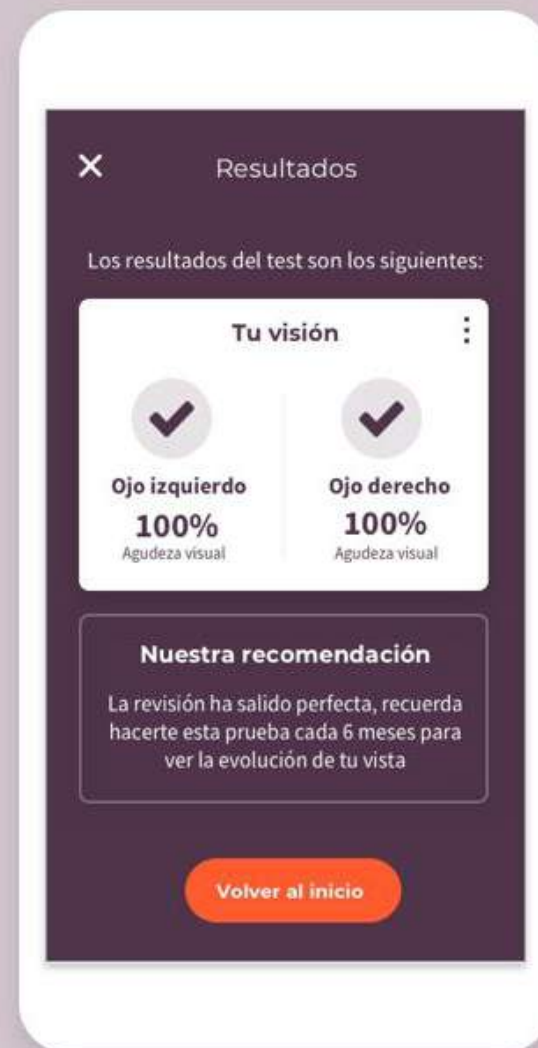 Resultados
Los resultados del test son los siguientes:
Tu visión
Ojo izquierdo
100%
Agudeza visual
Ojo derecho
100%
Agudeza visual
Nuestra recomendación
La revisión ha salido perfecta, recuerda
hacerte esta prueba cada 6 meses para
ver la evolución de tu vista
Volver al inicio